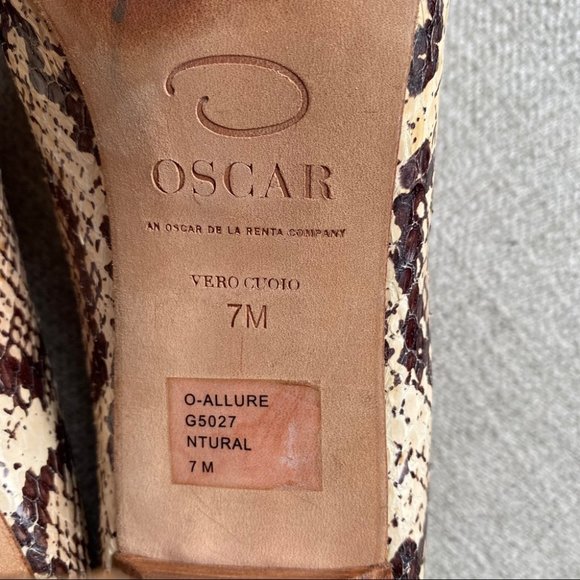 OSCAR
AN OSCAR DE LA RENTA COMPANY
VERO CUOIO
7M
O-ALLURE
G5027
NTURAL
7 M